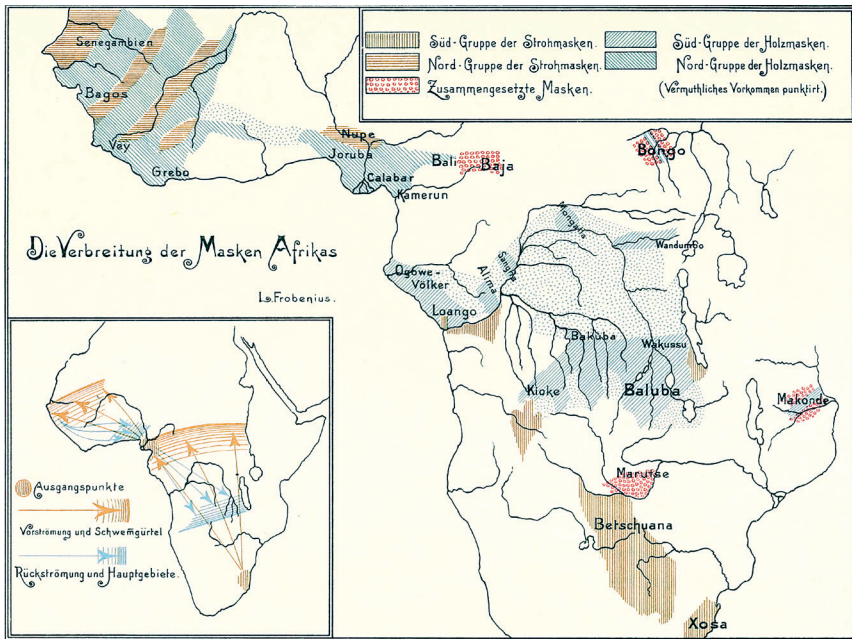 Süd-Gruppe der Strohmasken.
Nord-Gruppe der Strohmasken.
Zusammengesetzte Masken.
Süd-Gruppe der Holzmasken.
Nord-Gruppe der Holzmasken.
(Vermuthliches Vorkommen punktirt.)
Senegambien
Bagos
Vey
Grebo
Nupe
Joruba
Calabar
Kamerun
Bali
Baja
Bongo
Die Verbreitung der Masken Afrikas
L. Frobenius.
Mongalla
Wandumbo
Sangha
Alima
Ogowe-
Völker
Loango
Bakuba
Wakussu
Kioke
Baluba
Makonde
Marutse
Betschuana
Xosa
Ausgangspunkte
Vorströmung und Schwemgürtel
Rückströmung und Hauptgebiete.